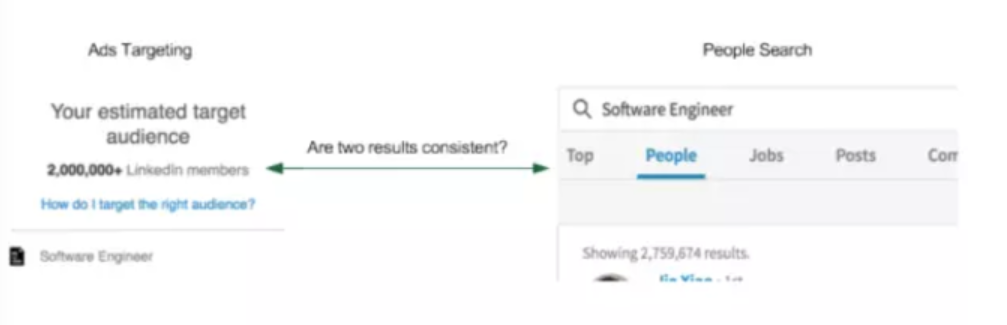 Ads Targeting
People Search
Your estimated target
audience
2,000,000+ LinkedIn members
How do I target the right audience?
Software Engineer
Are two results consistent?
Software Engineer
Top People Jobs Posts Com
Showing 2,759,674 results.